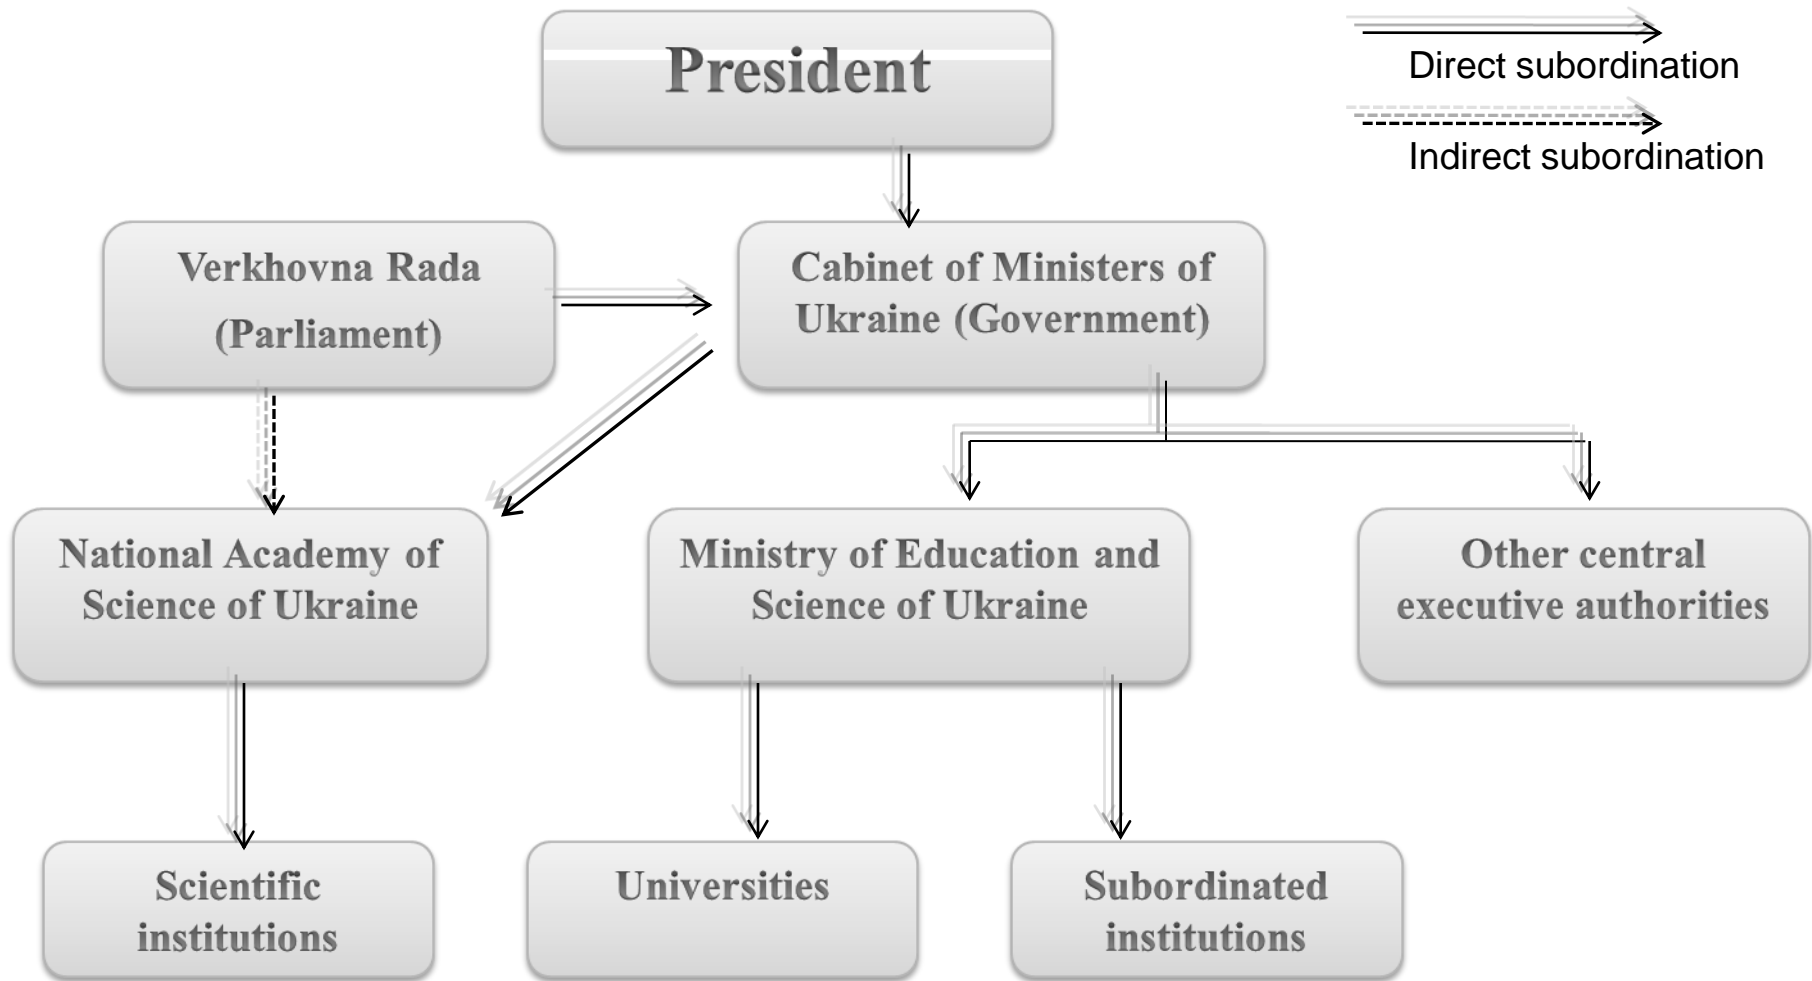 President
Direct subordination
Indirect subordination
Verkhovna Rada
(Parliament)
Cabinet of Ministers of
Ukraine (Government)
National Academy of
Science of Ukraine
Ministry of Education and
Science of Ukraine
Other central
executive authorities
Scientific
institutions
Universities
Subordinated
institutions